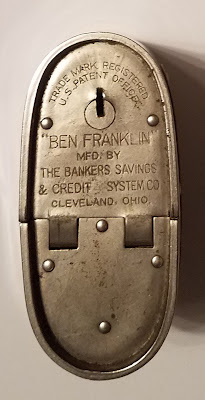 TRADE MARK REGISTERED
U.S. PATENT OFFICE
"BEN FRANKLIN"
MFD. BY
THE BANKERS SAVINGS
& CREDIT SYSTEM CO
CLEVELAND, OHIO.